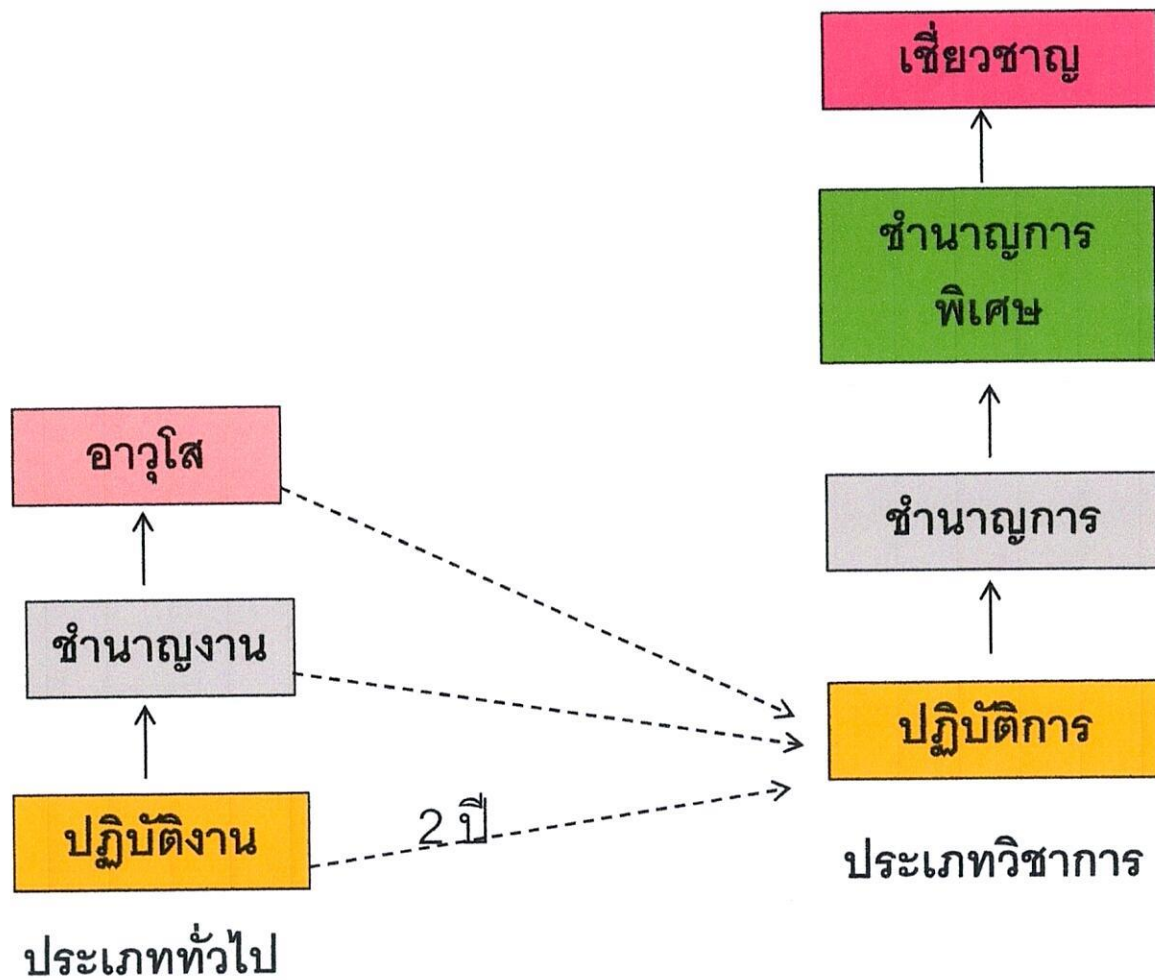 เชี่ยวชาญ
ชำนาญการ
พิเศษ
อาวุโส
ชำนาญการ
ชำนาญงาน
ปฏิบัติการ
ปฏิบัติงาน
2 ปี
ประเภทวิชาการ
ประเภททั่วไป